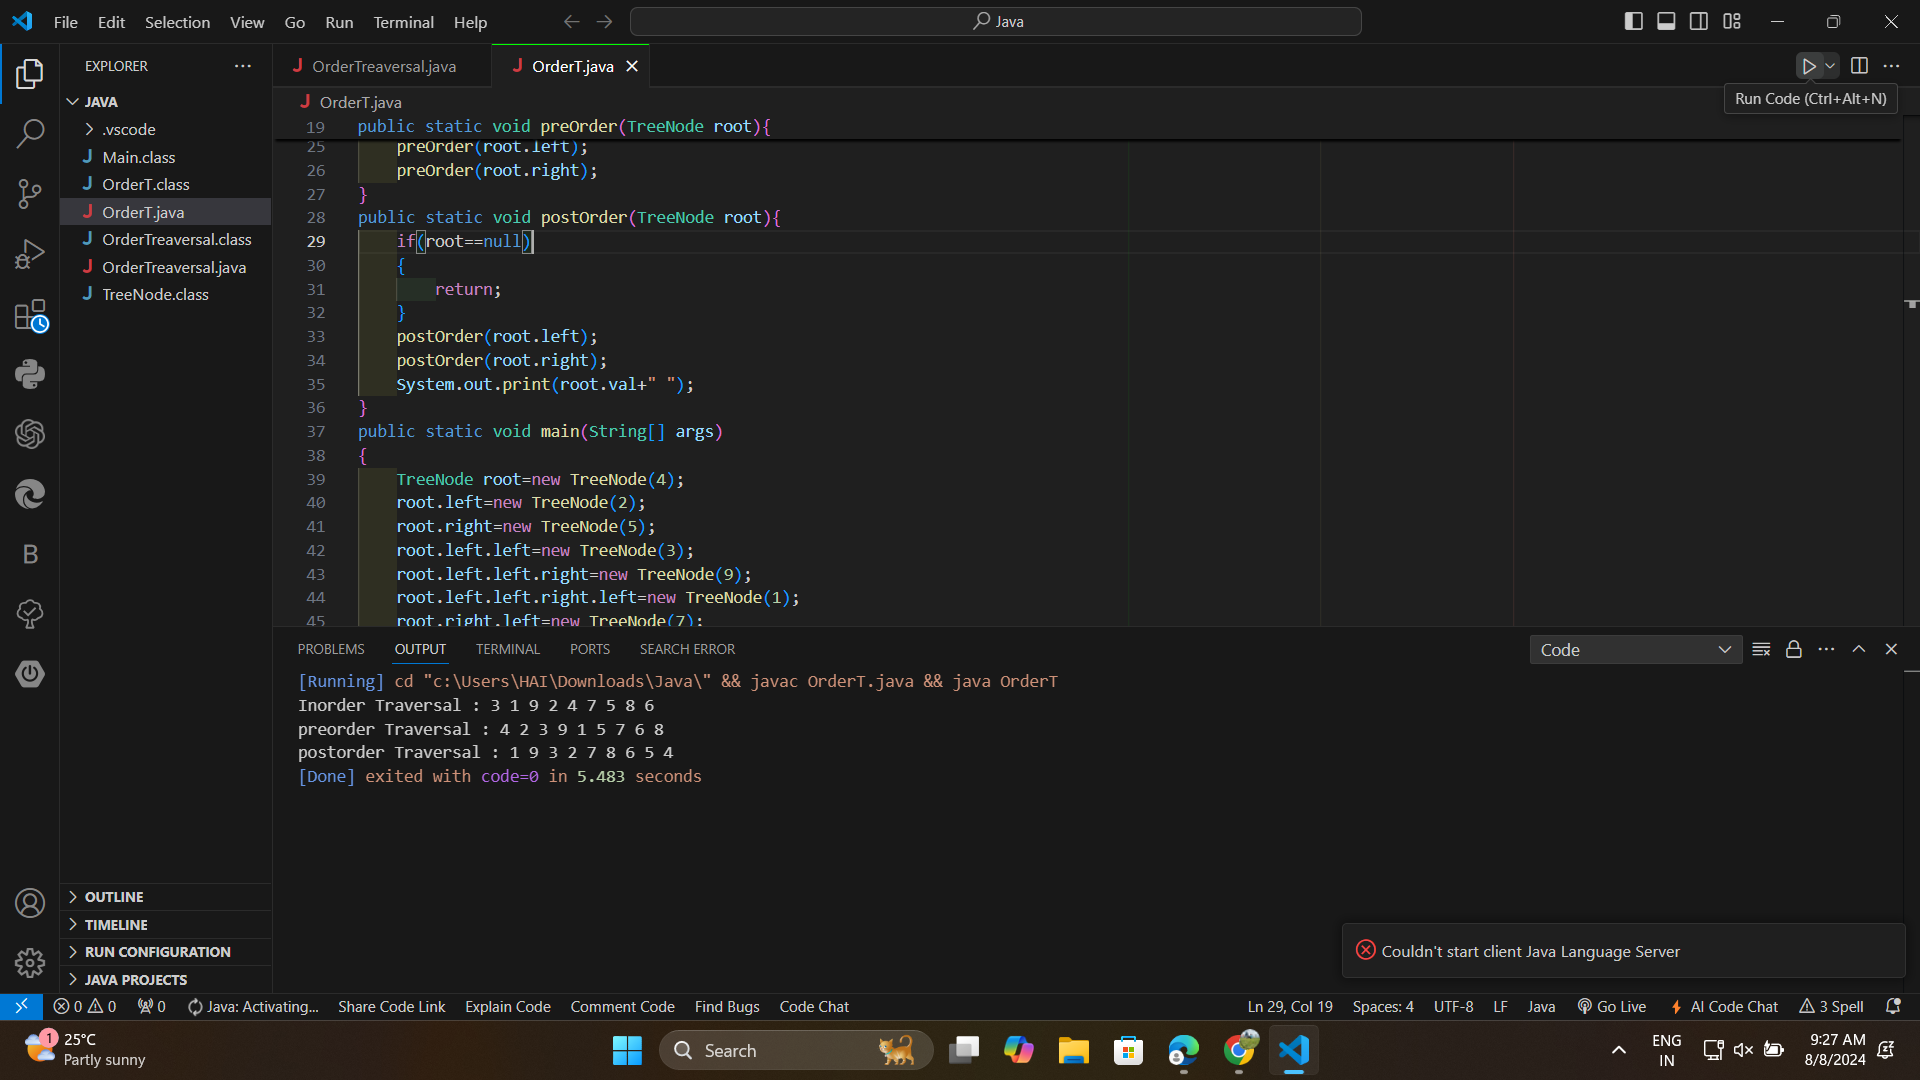 File Edit Selection View Go Run Terminal Help
Java
EXPLORER
JAVA
.vscode
J Main.class
J OrderT.class
J OrderT.java
J OrderTreaversal.class
J OrderTreaversal.java
J TreeNode.class
OUTLINE
TIMELINE
RUN CONFIGURATION
JAVA PROJECTS
B
J OrderTreaversal.java
J OrderT.java
Run Code (Ctrl+Alt+N)
J OrderT.java
19 public static void preOrder(TreeNode root){
25 preOrder(root.left);
26 preOrder(root.right);
27 }
28 public static void postOrder(TreeNode root){
29 if(root==null)
30 {
31 return;
32 }
33 postOrder(root.left);
34 postOrder(root.right);
35 System.out.print(root.val+" ");
36 }
37 public static void main(String[] args)
38 {
39 TreeNode root=new TreeNode(4);
40 root.left=new TreeNode(2);
41 root.right=new TreeNode(5);
42 root.left.left=new TreeNode(3);
43 root.left.left.right=new TreeNode(9);
44 root.left.left.right.left=new TreeNode(1);
45 root.right.left=new TreeNode(7);
PROBLEMS OUTPUT TERMINAL PORTS SEARCH ERROR
Code
[Running] cd "c:\Users\HAI\Downloads\Java\" && javac OrderT.java && java OrderT
Inorder Traversal : 3 1 9 2 4 7 5 8 6
preorder Traversal : 4 2 3 9 1 5 7 6 8
postorder Traversal : 1 9 3 2 7 8 6 5 4
[Done] exited with code=0 in 5.483 seconds
Couldn't start client Java Language Server
0 0 0 Java: Activating... Share Code Link Explain Code Comment Code Find Bugs Code Chat
Ln 29, Col 19 Spaces: 4 UTF-8 LF Java Go Live AI Code Chat 3 Spell
1
25°C
Partly sunny
Search
ENG
IN
9:27 AM
8/8/2024